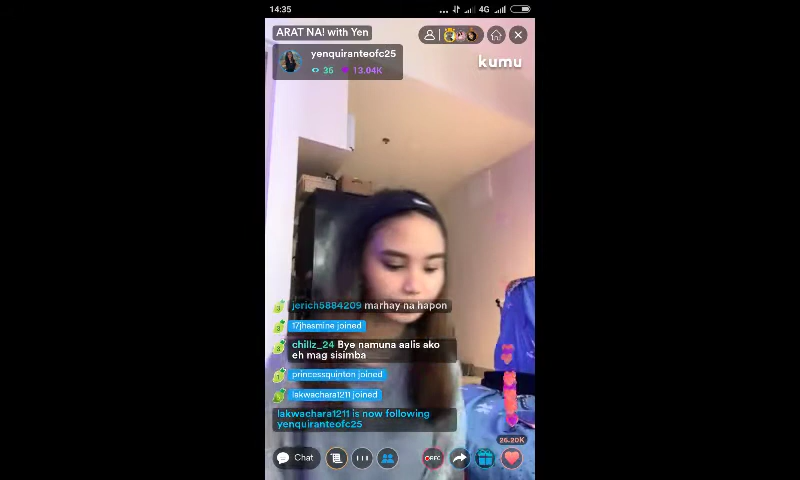 14:35
4G
ARAT NA! with Yen
yenquiranteofc25
36 13.04K
kumu
jerich5884209 marhay na hapon
17jhasmine joined
chillz_24 Bye namuna aalis ako
eh mag sisimba
princessquinton joined
lakwachara1211 joined
lakwachara1211 is now following
yenquiranteofc25
26.20K
Chat